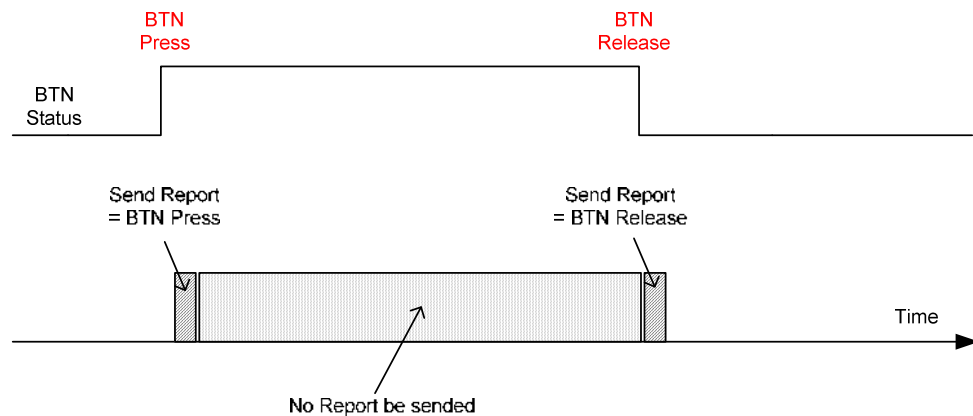 BTN
Press
BTN
Release
BTN
Status
Send Report
= BTN Press
Send Report
= BTN Release
Time
No Report be sended